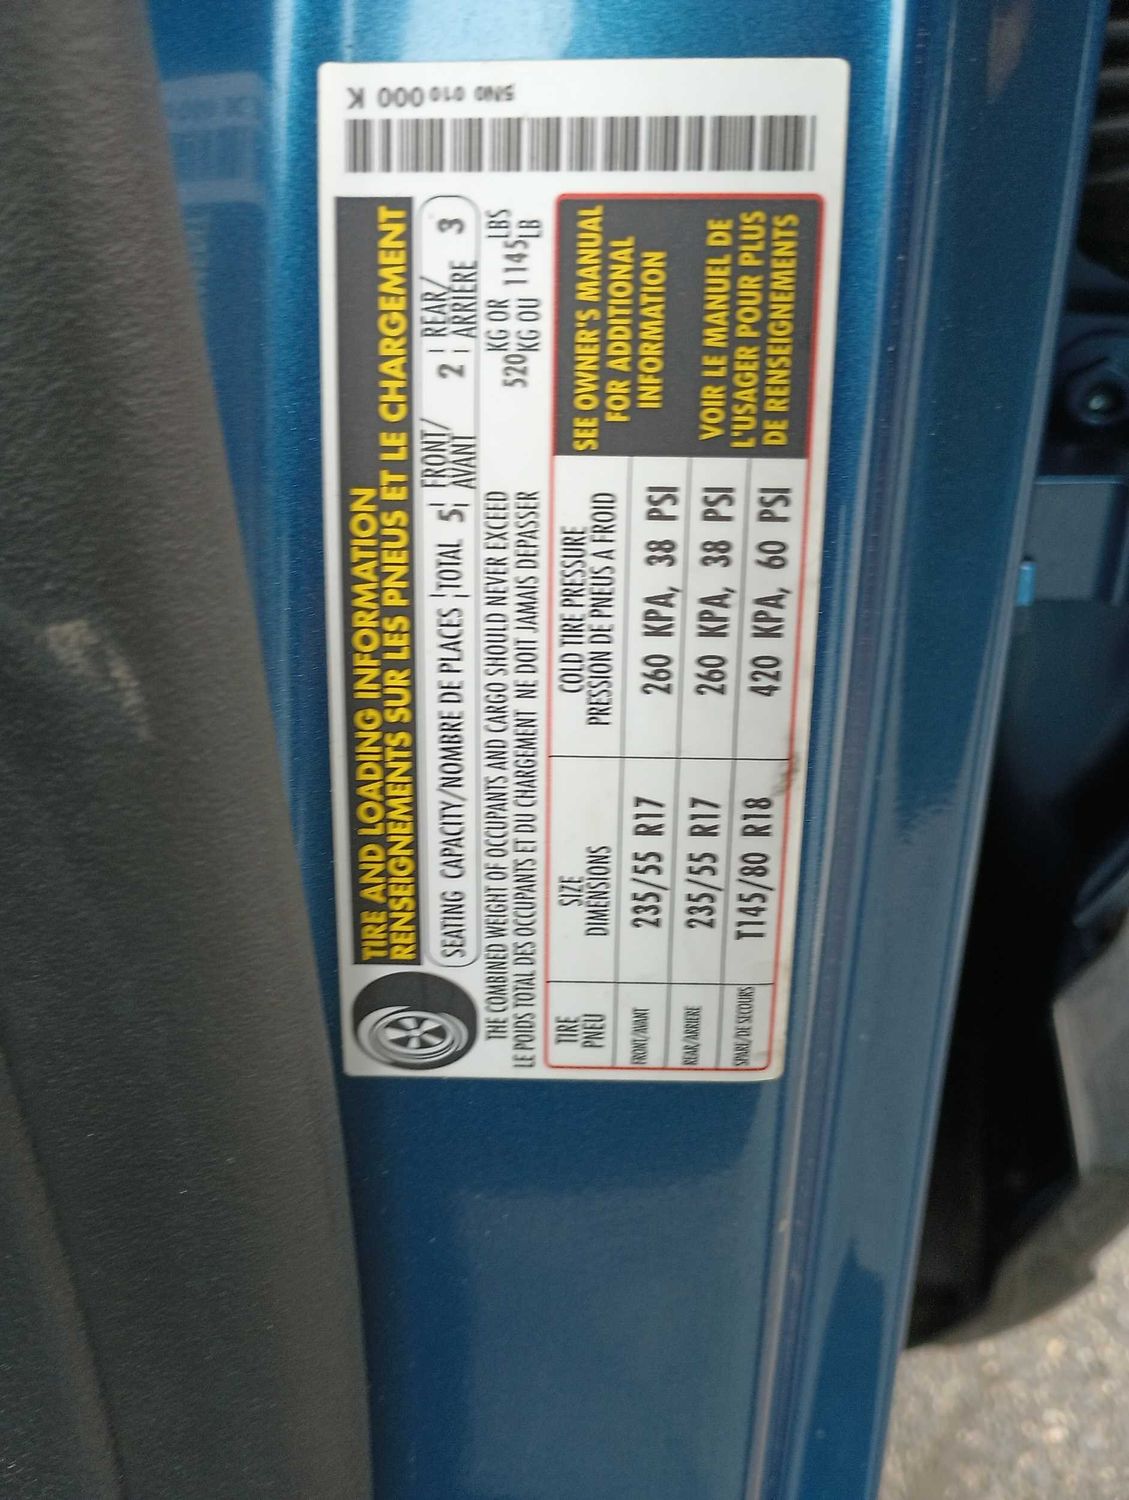 TIRE AND LOADING INFORMATION
RENSEIGNEMENTS SUR LES PNEUS ET LE CHARGEMENT
SEATING CAPACITY/NOMBRE DE PLACES | TOTAL 5 | FRONT/AVANT 2 | REAR/ARRIERE 3
THE COMBINED WEIGHT OF OCCUPANTS AND CARGO SHOULD NEVER EXCEED 520 KG OR 1145 LBS
LE POIDS TOTAL DES OCCUPANTS ET DU CHARGEMENT NE DOIT JAMAIS DEPASSER 520 KG OU 1145 LB
TIRE SIZE COLD TIRE PRESSURE
PNEU DIMENSIONS PRESSION DE PNEUS A FROID
FRONT/AVANT 235/55 R17 260 KPA, 38 PSI
REAR/ARRIERE 235/55 R17 260 KPA, 38 PSI
SPARE/DE SECOURS T145/80 R18 420 KPA, 60 PSI
SEE OWNER'S MANUAL
FOR ADDITIONAL
INFORMATION
VOIR LE MANUEL DE
L'USAGER POUR PLUS
DE RENSEIGNEMENTS
5N0 010 000 K